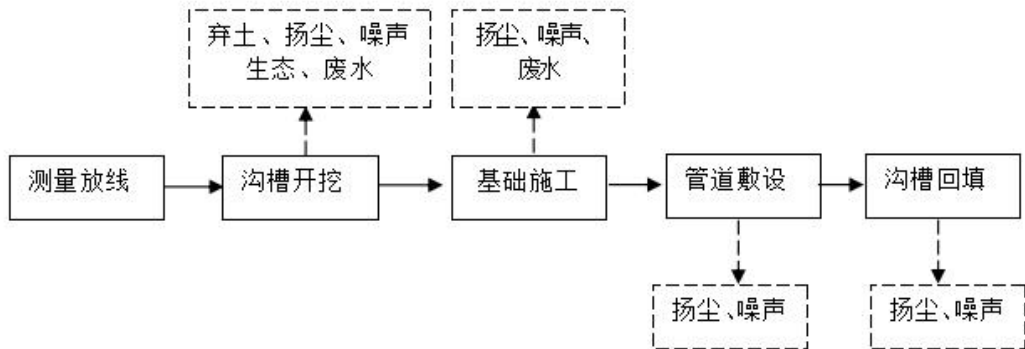 弃土、扬尘、噪声
生态、废水
扬尘、噪声、
废水
测量放线
沟槽开挖
基础施工
管道敷设
沟槽回填
扬尘、噪声
扬尘、噪声